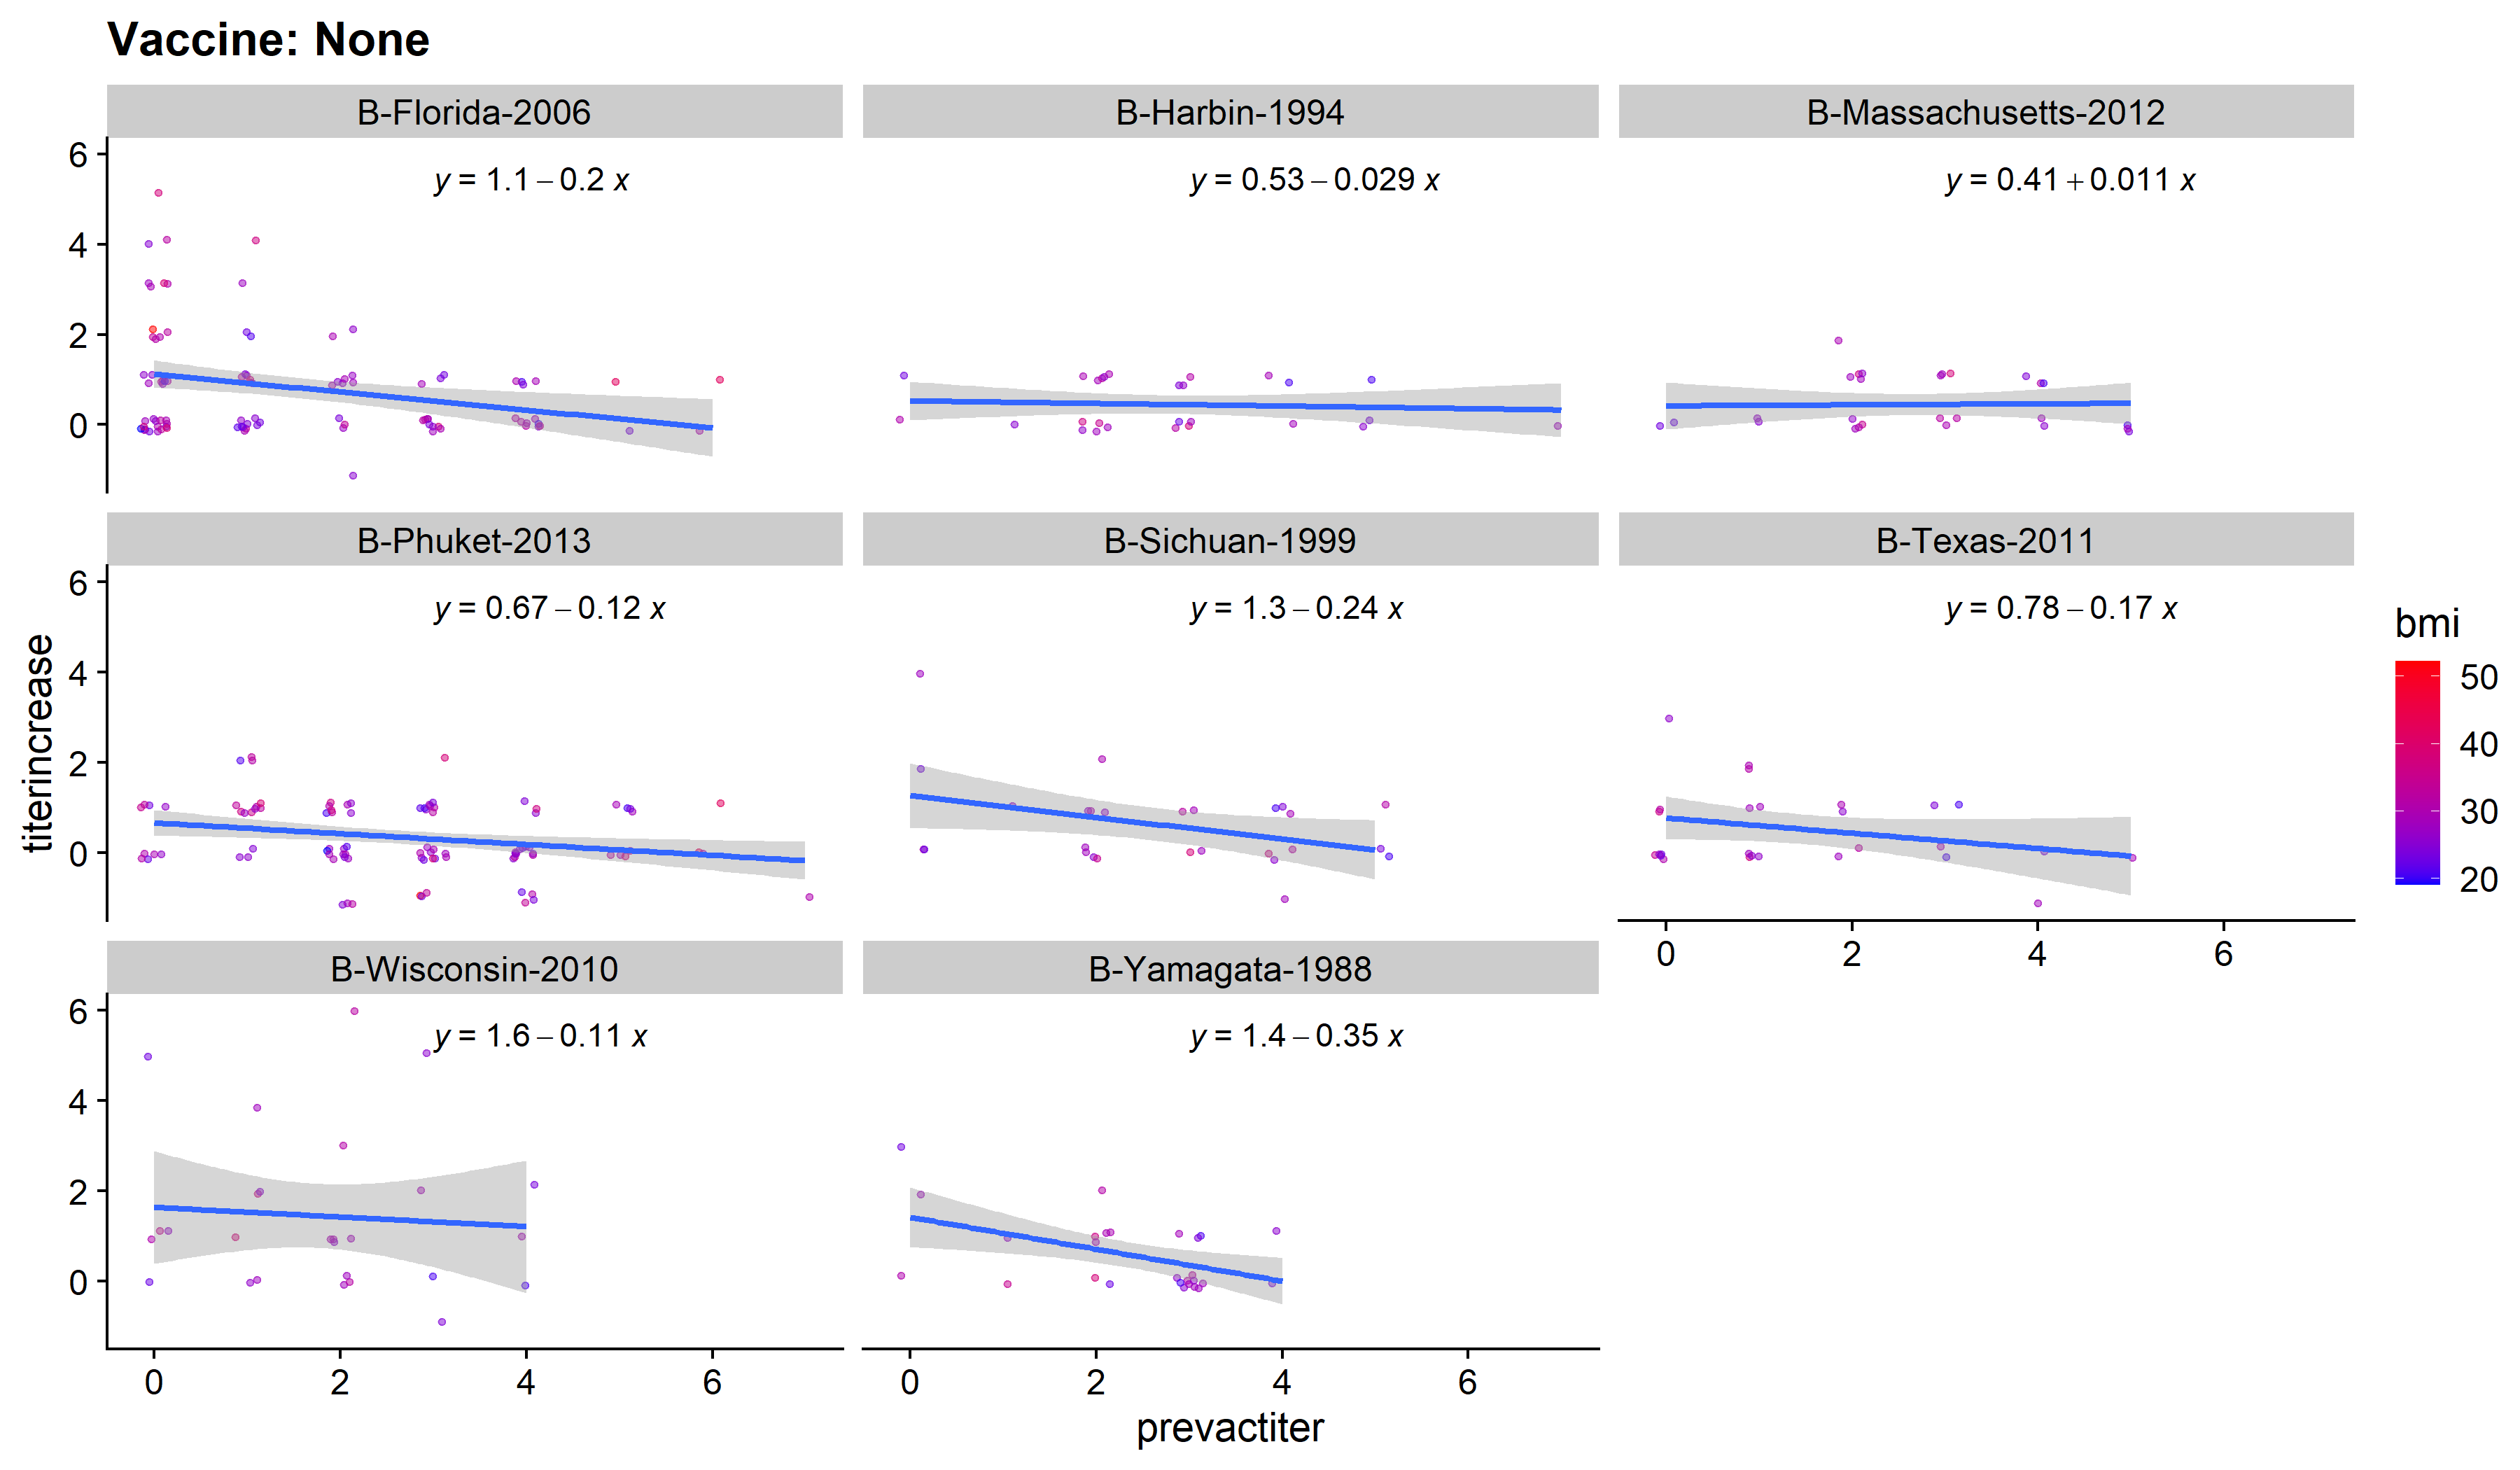 Vaccine: None
B-Florida-2006
B-Harbin-1994
B-Massachusetts-2012
y = 1.1 – 0.2 x
y = 0.53 – 0.029 x
y = 0.41 + 0.011 x
6
4
2
0
B-Phuket-2013
B-Sichuan-1999
B-Texas-2011
y = 0.67 – 0.12 x
y = 1.3 – 0.24 x
y = 0.78 – 0.17 x
6
4
2
0
0 2 4 6
titerincrease
bmi
50
40
30
20
B-Wisconsin-2010
B-Yamagata-1988
y = 1.6 – 0.11 x
y = 1.4 – 0.35 x
6
4
2
0
0 2 4 6
0 2 4 6
prevactiter